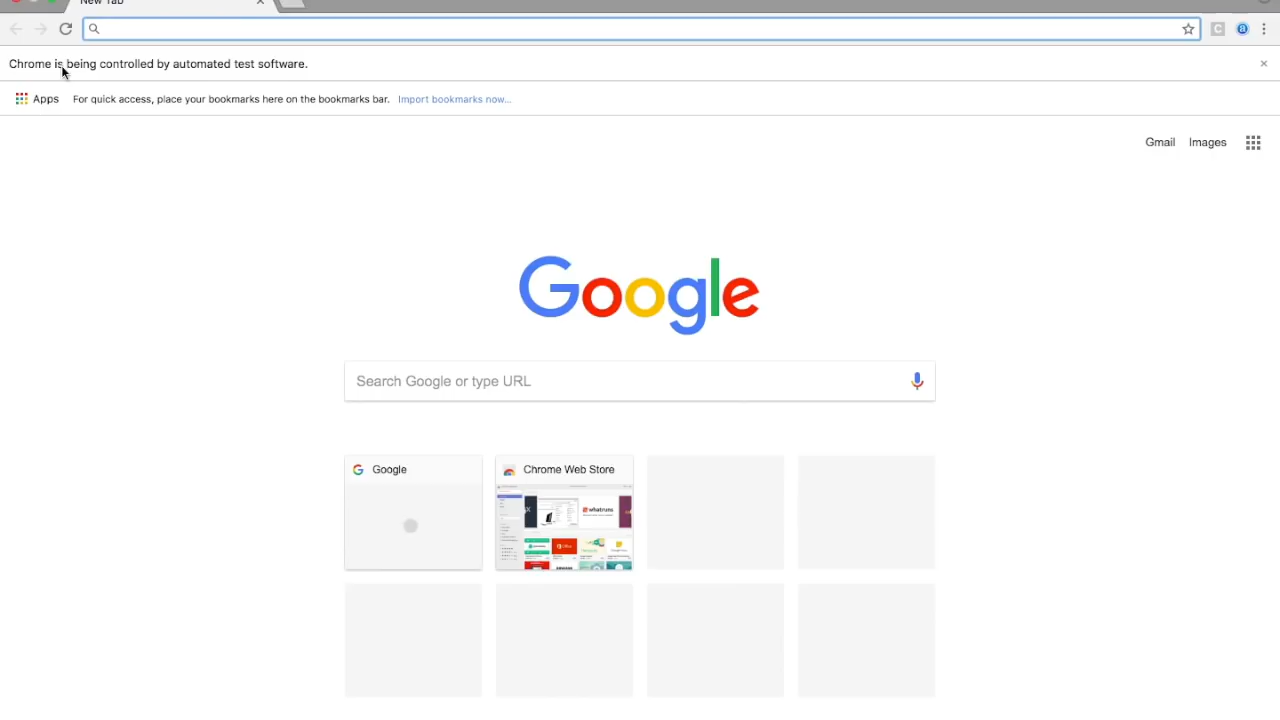 New Tab
Chrome is being controlled by automated test software.
Apps For quick access, place your bookmarks here on the bookmarks bar. Import bookmarks now...
Gmail Images
Google
Search Google or type URL
Google
Chrome Web Store
whatruns